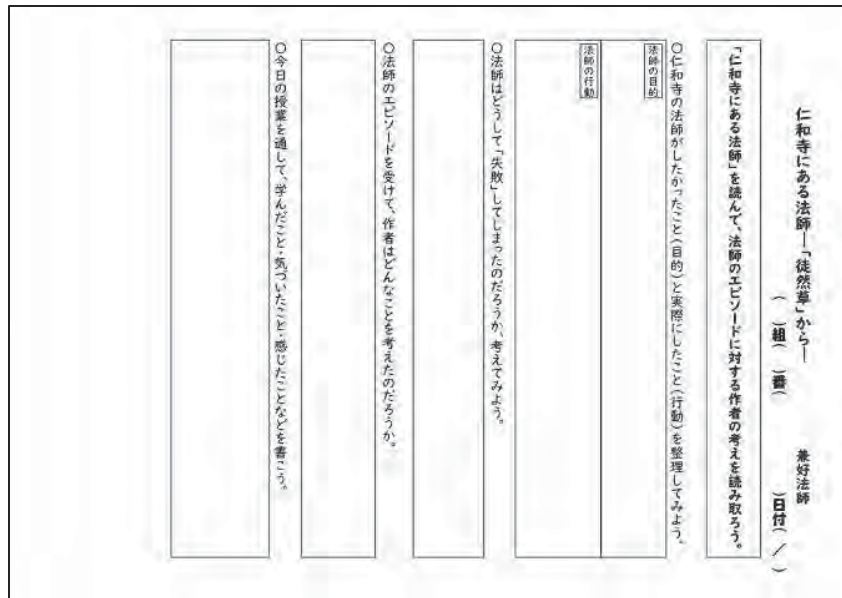 仁和寺にある法師―「徒然草」から―
兼好法師
（　）組（　）番（　　　　）日付（　／　）
「仁和寺にある法師」を読んで、法師のエピソードに対する作者の考えを読み取ろう。
○仁和寺の法師がしたかったこと（目的）と実際にしたこと（行動）を整理してみよう。
法師の目的
法師の行動
○法師はどうして「失敗」してしまったのだろうか、考えてみよう。
○法師のエピソードを受けて、作者はどんなことを考えたのだろうか。
○今日の授業を通して、学んだこと・気づいたこと・感じたことなどを書こう。